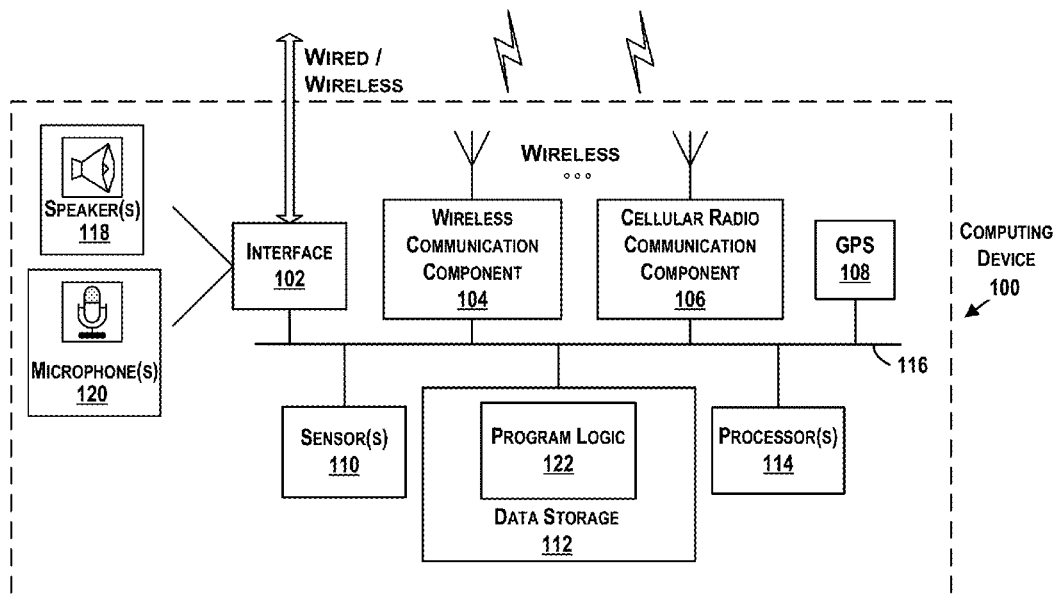 WIRED /
WIRELESS
WIRELESS
SPEAKER(S)
118
MICROPHONE(S)
120
INTERFACE
102
WIRELESS
COMMUNICATION
COMPONENT
104
CELLULAR RADIO
COMMUNICATION
COMPONENT
106
GPS
108
COMPUTING
DEVICE
100
116
SENSOR(S)
110
PROGRAM LOGIC
122
DATA STORAGE
112
PROCESSOR(S)
114